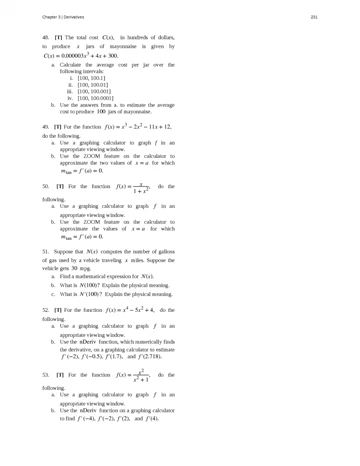 Chapter 3 | Derivatives 251
48. [T] The total cost C(x), in hundreds of dollars,
to produce x jars of mayonnaise is given by
C(x) = 0.000003x³ + 4x + 300.
a. Calculate the average cost per jar over the
following intervals:
i. [100, 100.1]
ii. [100, 100.01]
iii. [100, 100.001]
iv. [100, 100.0001]
b. Use the answers from a. to estimate the average
cost to produce 100 jars of mayonnaise.
49. [T] For the function f(x) = x³ − 2x² − 11x + 12,
do the following.
a. Use a graphing calculator to graph f in an
appropriate viewing window.
b. Use the ZOOM feature on the calculator to
approximate the two values of x = a for which
m_tan = f′(a) = 0.
50. [T] For the function f(x) = x/(1 + x²), do the
following.
a. Use a graphing calculator to graph f in an
appropriate viewing window.
b. Use the ZOOM feature on the calculator to
approximate the values of x = a for which
m_tan = f′(a) = 0.
51. Suppose that N(x) computes the number of gallons
of gas used by a vehicle traveling x miles. Suppose the
vehicle gets 30 mpg.
a. Find a mathematical expression for N(x).
b. What is N(100)? Explain the physical meaning.
c. What is N′(100)? Explain the physical meaning.
52. [T] For the function f(x) = x⁴ − 5x² + 4, do the
following.
a. Use a graphing calculator to graph f in an
appropriate viewing window.
b. Use the nDeriv function, which numerically finds
the derivative, on a graphing calculator to estimate
f′(−2), f′(−0.5), f′(1.7), and f′(2.718).
53. [T] For the function f(x) = x²/(x² + 1), do the
following.
a. Use a graphing calculator to graph f in an
appropriate viewing window.
b. Use the nDeriv function on a graphing calculator
to find f′(−4), f′(−2), f′(2), and f′(4).